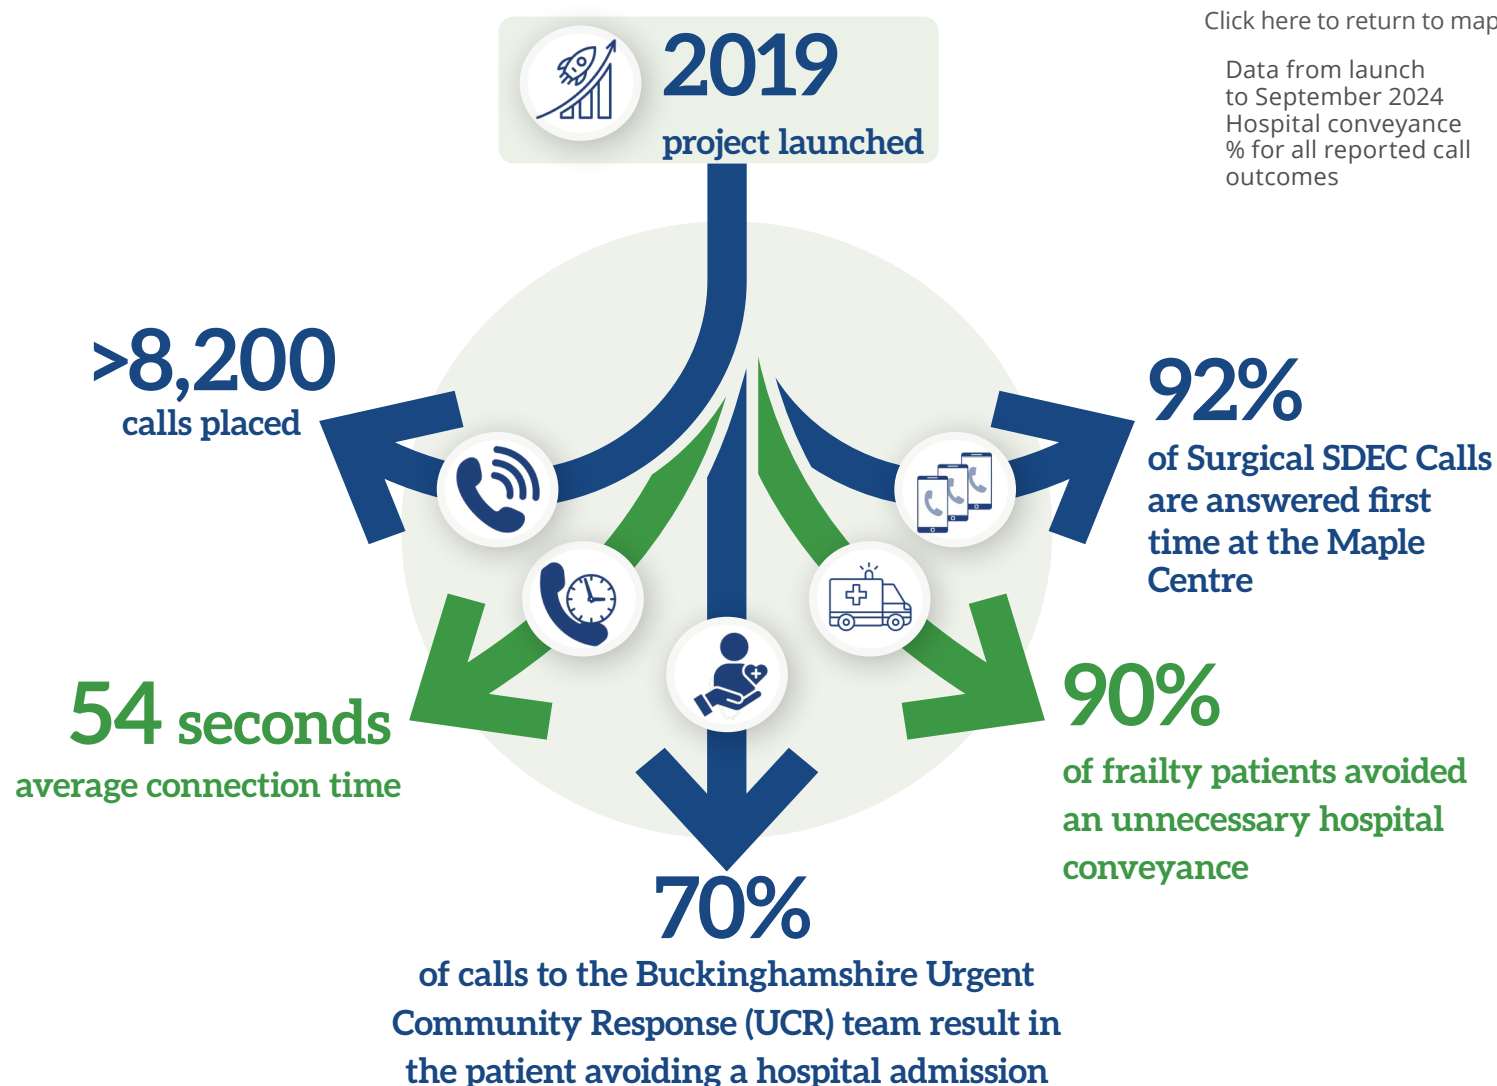 2019
project launched
Click here to return to map
Data from launch
to September 2024
Hospital conveyance
% for all reported call
outcomes
>8,200
calls placed
92%
of Surgical SDEC Calls
are answered first
time at the Maple
Centre
54 seconds
average connection time
90%
of frailty patients avoided
an unnecessary hospital
conveyance
70%
of calls to the Buckinghamshire Urgent
Community Response (UCR) team result in
the patient avoiding a hospital admission